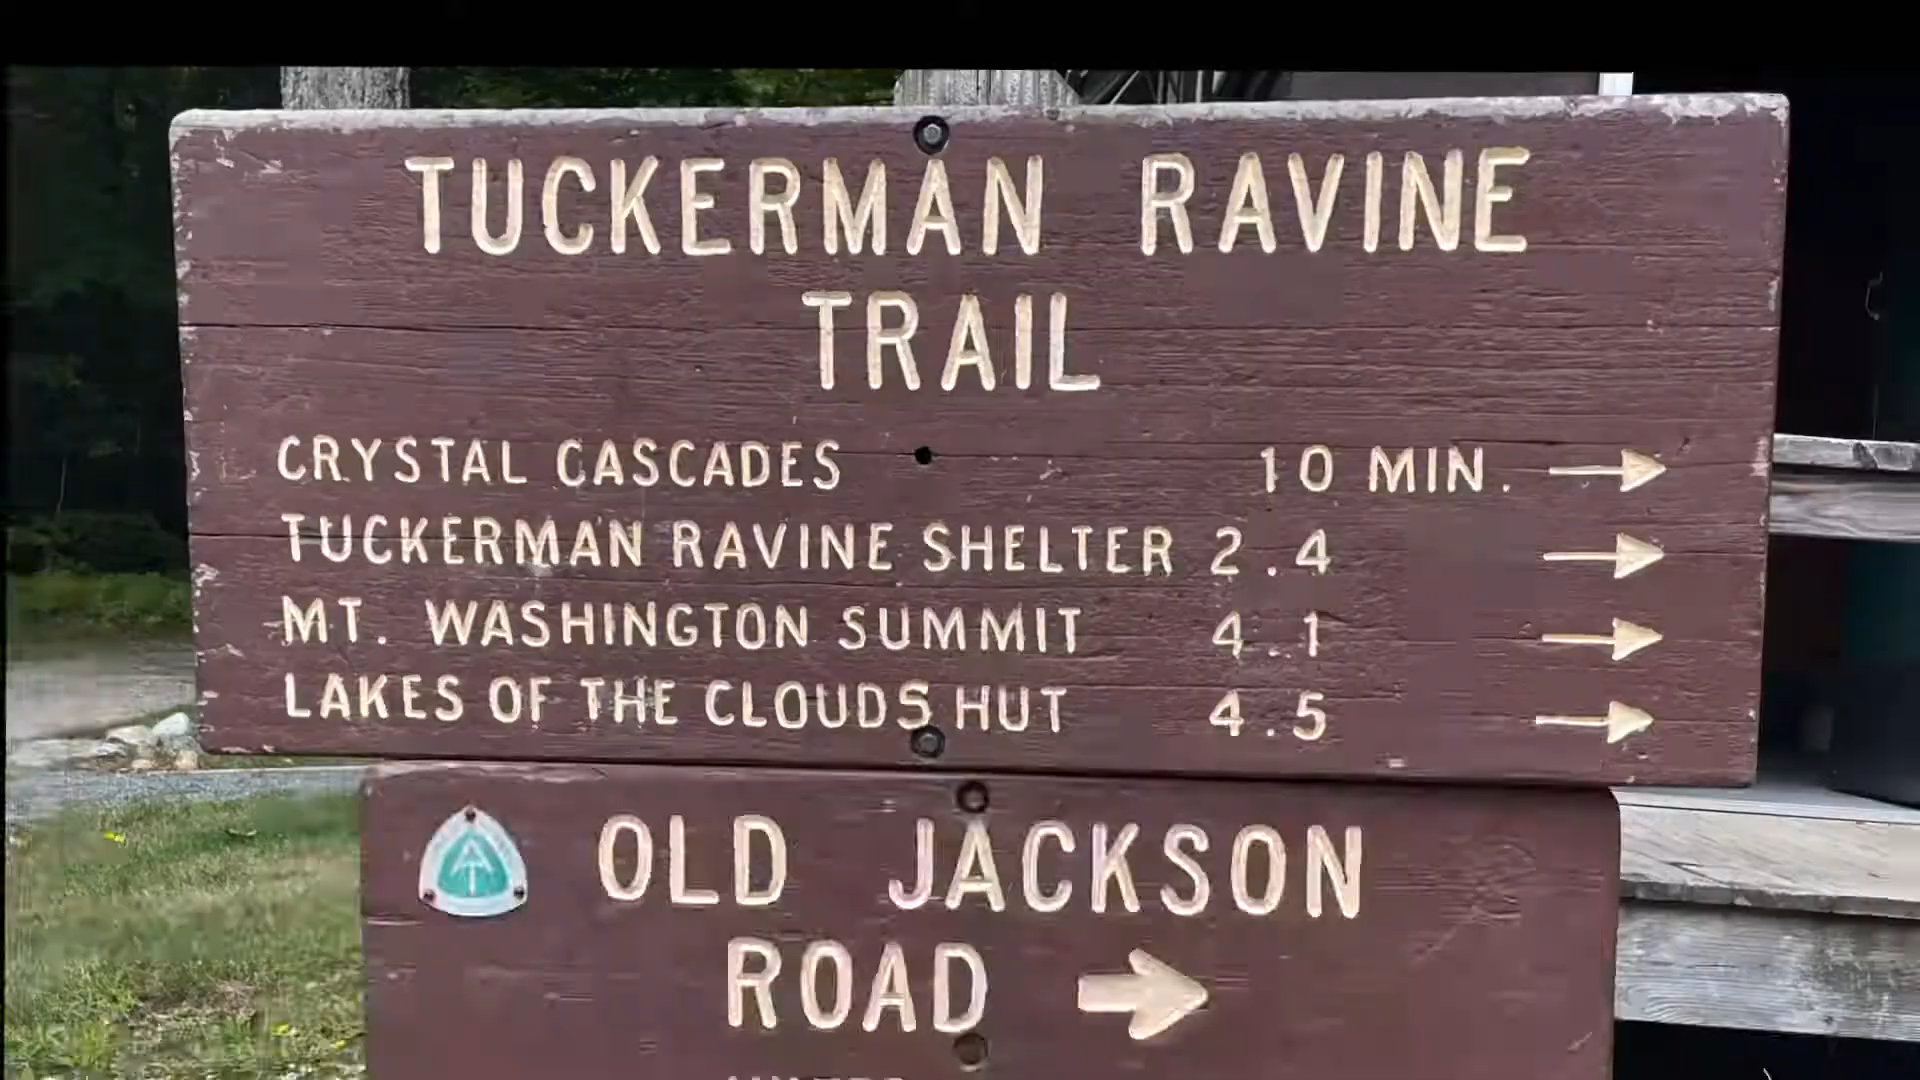 TUCKERMAN RAVINE
TRAIL
CRYSTAL CASCADES 10 MIN.
TUCKERMAN RAVINE SHELTER 2.4
MT. WASHINGTON SUMMIT 4.1
LAKES OF THE CLOUDS HUT 4.5
OLD JACKSON
ROAD